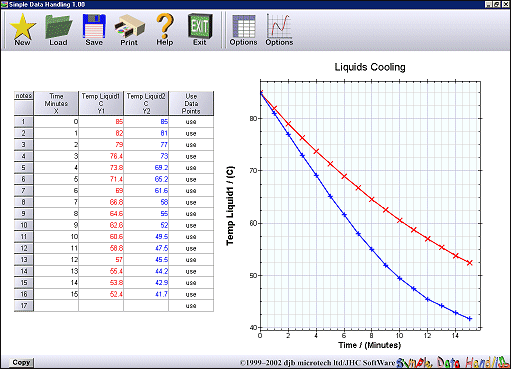 Simple Data Handling 1.00
New Load Save Print Help Exit Options Options
notes Time Temp Liquid1 Temp Liquid2 Use
Minutes C C Data
X Y1 Y2 Points
1 0 85 85 use
2 1 82 81 use
3 2 79 77 use
4 3 76.4 73 use
5 4 73.8 69.2 use
6 5 71.4 65.2 use
7 6 69 61.6 use
8 7 66.8 58 use
9 8 64.6 55 use
10 9 62.6 52 use
11 10 60.6 49.5 use
12 11 58.8 47.5 use
13 12 57 45.5 use
14 13 55.4 44.2 use
15 14 53.8 42.9 use
16 15 52.4 41.7 use
17 use
Liquids Cooling
Temp Liquid1 / (C)
80
70
60
50
40
0 2 4 6 8 10 12 14
Time / (Minutes)
Copy
©1999-2002 djb microtech ltd/JHC SoftWare
Simple Data Handling